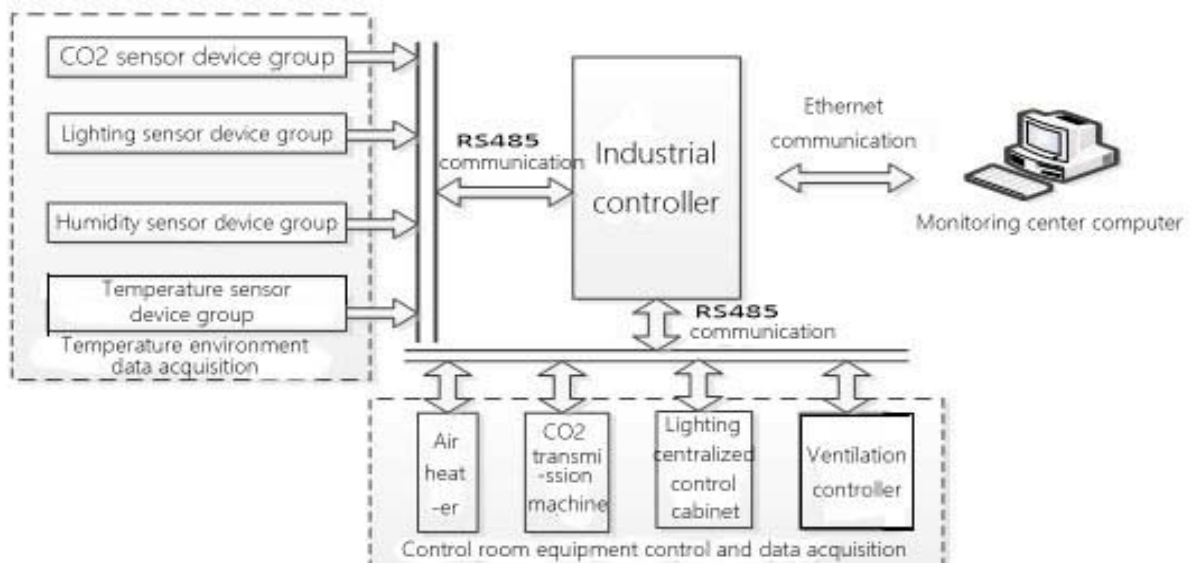 CO2 sensor device group
Lighting sensor device group
Humidity sensor device group
Temperature sensor
device group
Temperature environment
data acquisition
RS485
communication
Industrial
controller
Ethernet
communication
Monitoring center computer
RS485
communication
Air
heat
-er
CO2
transmi
-ssion
machine
Lighting
centralized
control
cabinet
Ventilation
controller
Control room equipment control and data acquisition